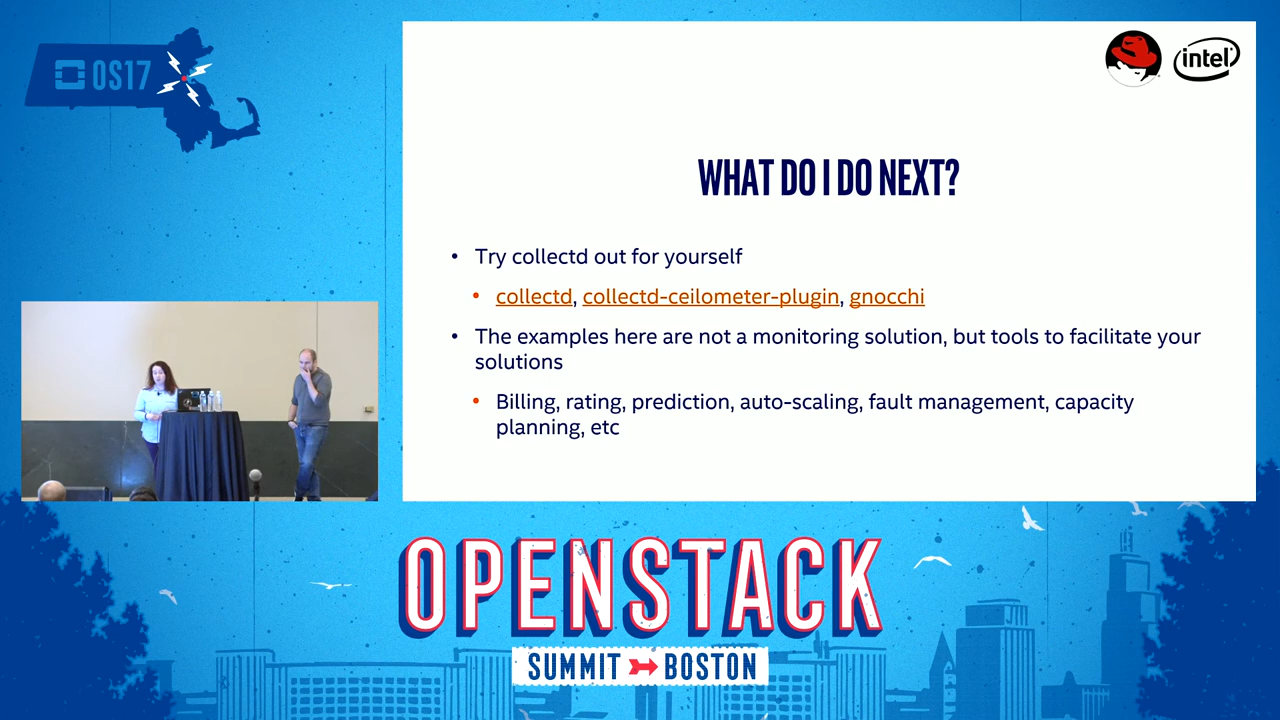 OS17
intel
WHAT DO I DO NEXT?
• Try collectd out for yourself
• collectd, collectd-ceilometer-plugin, gnocchi
• The examples here are not a monitoring solution, but tools to facilitate your
solutions
• Billing, rating, prediction, auto-scaling, fault management, capacity
planning, etc
OPENSTACK
SUMMIT BOSTON